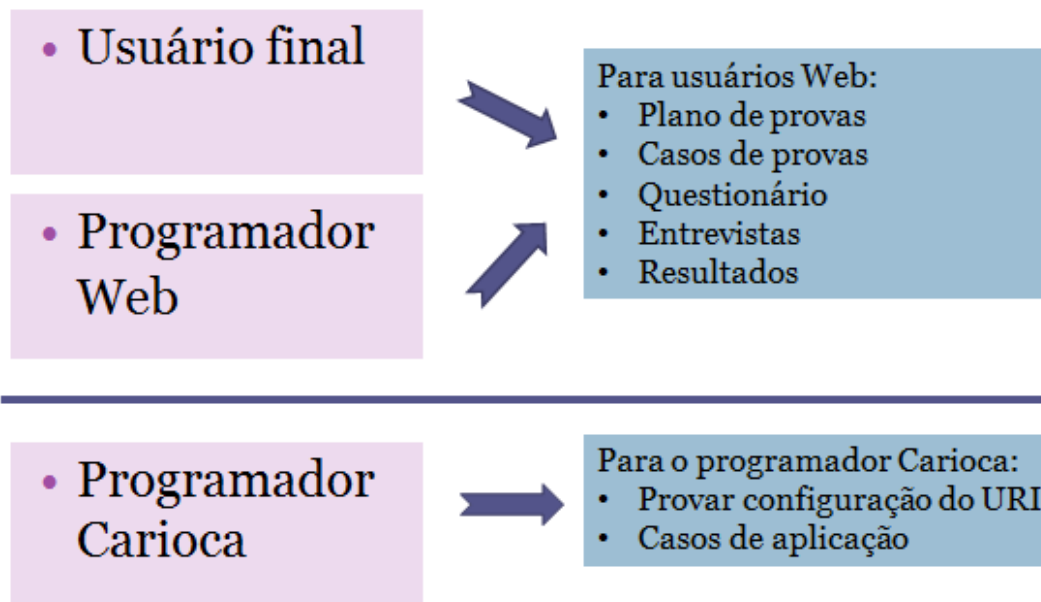 • Usuário final
Para usuários Web:
• Plano de provas
• Casos de provas
• Questionário
• Entrevistas
• Resultados
• Programador
Web
• Programador
Carioca
Para o programador Carioca:
• Provar configuração do URI
• Casos de aplicação